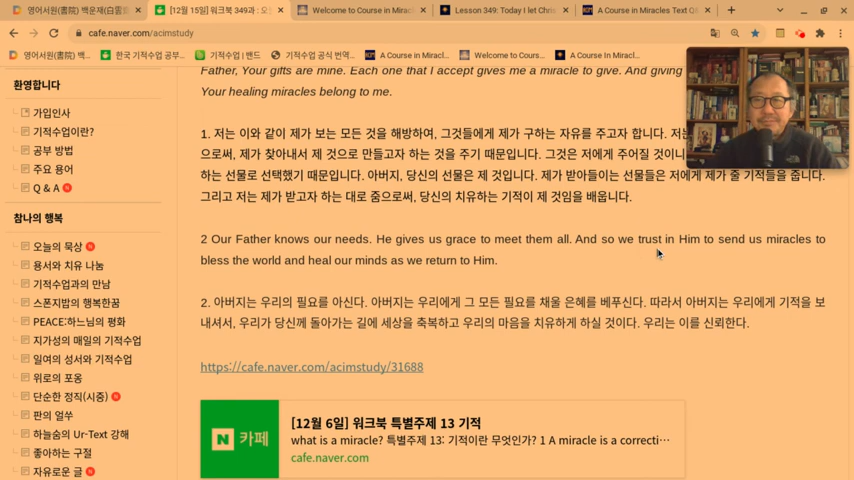 영어서원(書院) 백운재(白雲齋
[12월 15일] 워크북 349과 : 오
Welcome to Course in Mirac
Lesson 349: Today I let Chris
A Course in Miracles Text Q&
cafe.naver.com/acimstudy
영어서원(書院) 백...
한국 기적수업 공부...
기적수업 | 밴드
기적수업 공식 번역...
A Course in Miracl...
Welcome to Cours...
A Course In Miracl...
환영합니다
가입인사
기적수업이란?
공부 방법
주요 용어
Q & A N
참나의 행복
오늘의 묵상 N
용서와 치유 나눔
기적수업과의 만남
스폰지밥의 행복한꿈
PEACE:하느님의 평화
지가성의 매일의 기적수업
일여의 성서와 기적수업
위로의 포옹
단순한 정직(시중) N
판의 얼쑤
하늘숨의 Ur-Text 강해
좋아하는 구절
자유로운 글 N
Father, Your gifts are mine. Each one that I accept gives me a miracle to give. And giving
Your healing miracles belong to me.
1. 저는 이와 같이 제가 보는 모든 것을 해방하여, 그것들에게 제가 구하는 자유를 주고자 합니다. 저는
으로써, 제가 찾아내서 제 것으로 만들고자 하는 것을 주기 때문입니다. 그것은 저에게 주어질 것이니
하는 선물로 선택했기 때문입니다. 아버지, 당신의 선물은 제 것입니다. 제가 받아들이는 선물들은 저에게 제가 줄 기적들을 줍니다.
그리고 저는 제가 받고자 하는 대로 줌으로써, 당신의 치유하는 기적이 제 것임을 배웁니다.
2 Our Father knows our needs. He gives us grace to meet them all. And so we trust in Him to send us miracles to
bless the world and heal our minds as we return to Him.
2. 아버지는 우리의 필요를 아신다. 아버지는 우리에게 그 모든 필요를 채울 은혜를 베푸신다. 따라서 아버지는 우리에게 기적을 보
내셔서, 우리가 당신께 돌아가는 길에 세상을 축복하고 우리의 마음을 치유하게 하실 것이다. 우리는 이를 신뢰한다.
https://cafe.naver.com/acimstudy/31688
N 카페
[12월 6일] 워크북 특별주제 13 기적
what is a miracle? 특별주제 13: 기적이란 무엇인가? 1 A miracle is a correcti···
cafe.naver.com